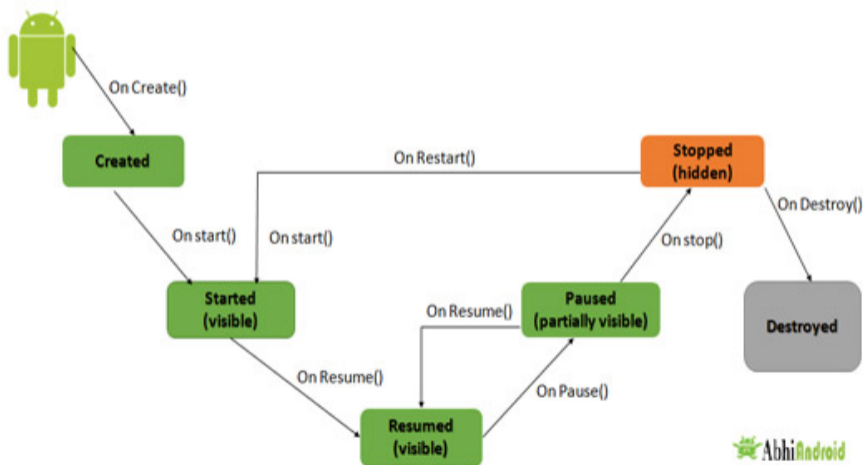 On Create()
Created
Stopped
(hidden)
On Restart()
On Destroy()
On start()
On start()
On stop()
Started
(visible)
Paused
(partially visible)
Destroyed
On Resume()
On Resume()
On Pause()
Resumed
(visible)
AbhiAndroid